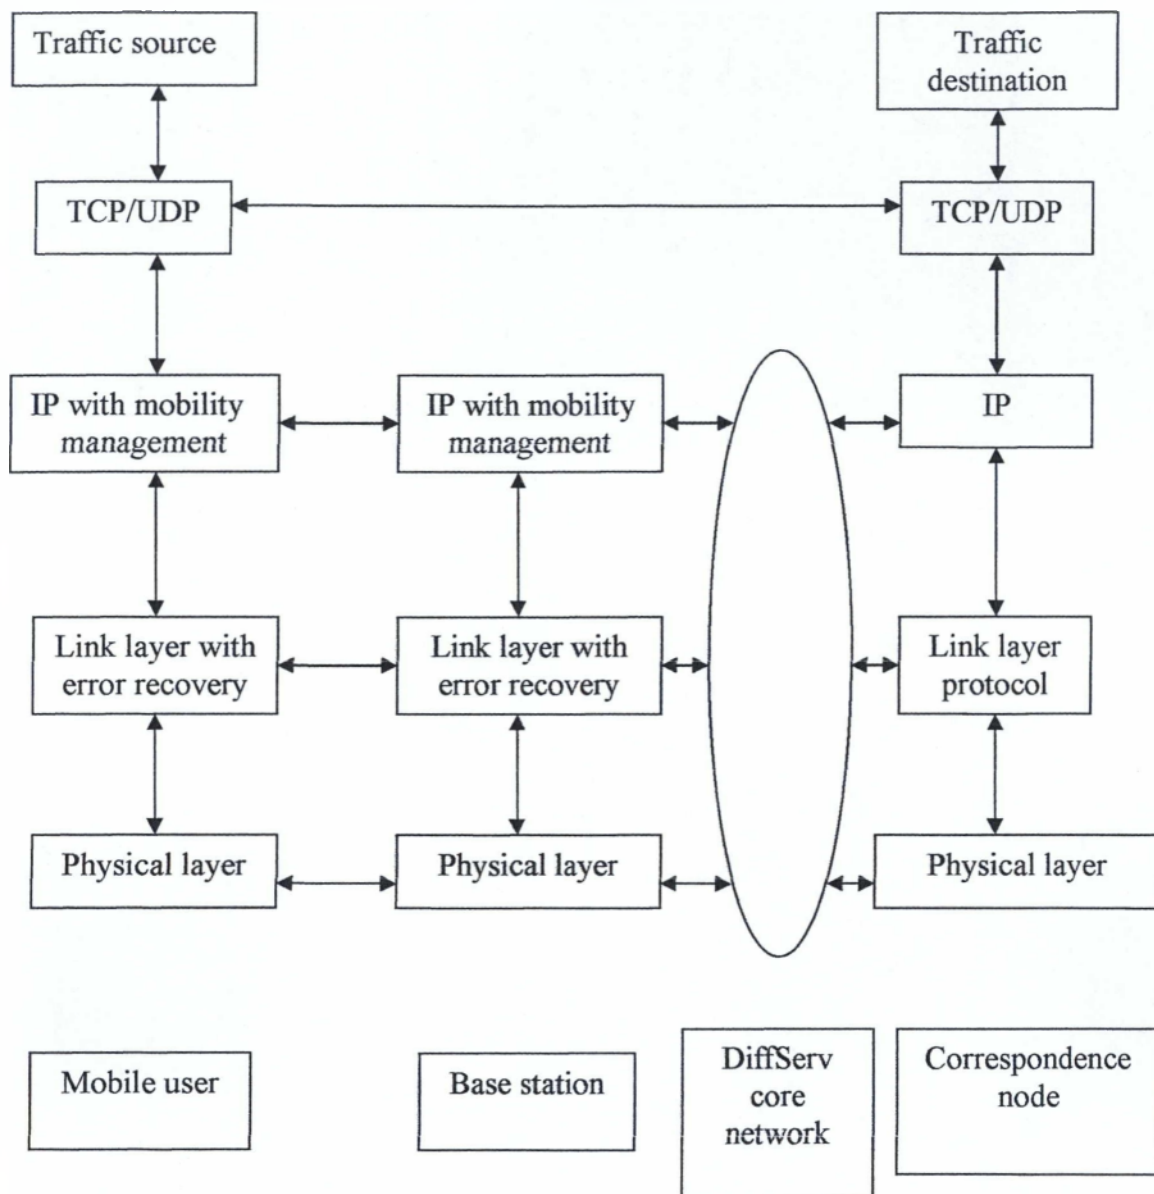 Traffic source
Traffic
destination
TCP/UDP
TCP/UDP
IP with mobility
management
IP with mobility
management
IP
Link layer with
error recovery
Link layer with
error recovery
Link layer
protocol
Physical layer
Physical layer
Physical layer
Mobile user
Base station
DiffServ
core
network
Correspondence
node